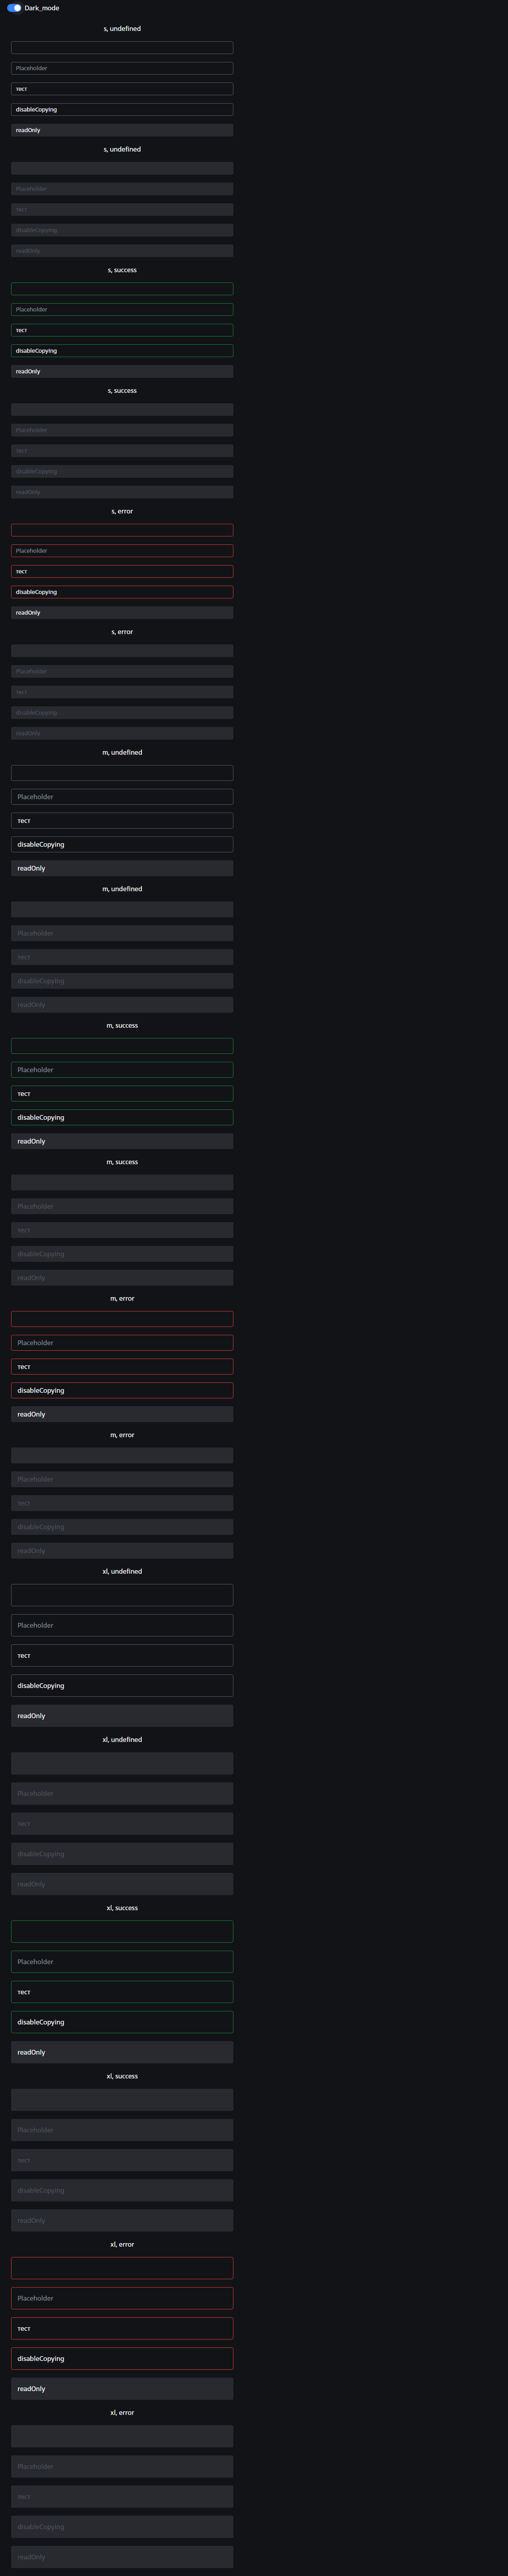 Dark_mode
s, undefined
Placeholder
тест
disableCopying
readOnly
s, undefined
Placeholder
тест
disableCopying
readOnly
s, success
Placeholder
тест
disableCopying
readOnly
s, success
Placeholder
тест
disableCopying
readOnly
s, error
Placeholder
тест
disableCopying
readOnly
s, error
Placeholder
тест
disableCopying
readOnly
m, undefined
Placeholder
тест
disableCopying
readOnly
m, undefined
Placeholder
тест
disableCopying
readOnly
m, success
Placeholder
тест
disableCopying
readOnly
m, success
Placeholder
тест
disableCopying
readOnly
m, error
Placeholder
тест
disableCopying
readOnly
m, error
Placeholder
тест
disableCopying
readOnly
xl, undefined
Placeholder
тест
disableCopying
readOnly
xl, undefined
Placeholder
тест
disableCopying
readOnly
xl, success
Placeholder
тест
disableCopying
readOnly
xl, success
Placeholder
тест
disableCopying
readOnly
xl, error
Placeholder
тест
disableCopying
readOnly
xl, error
Placeholder
тест
disableCopying
readOnly